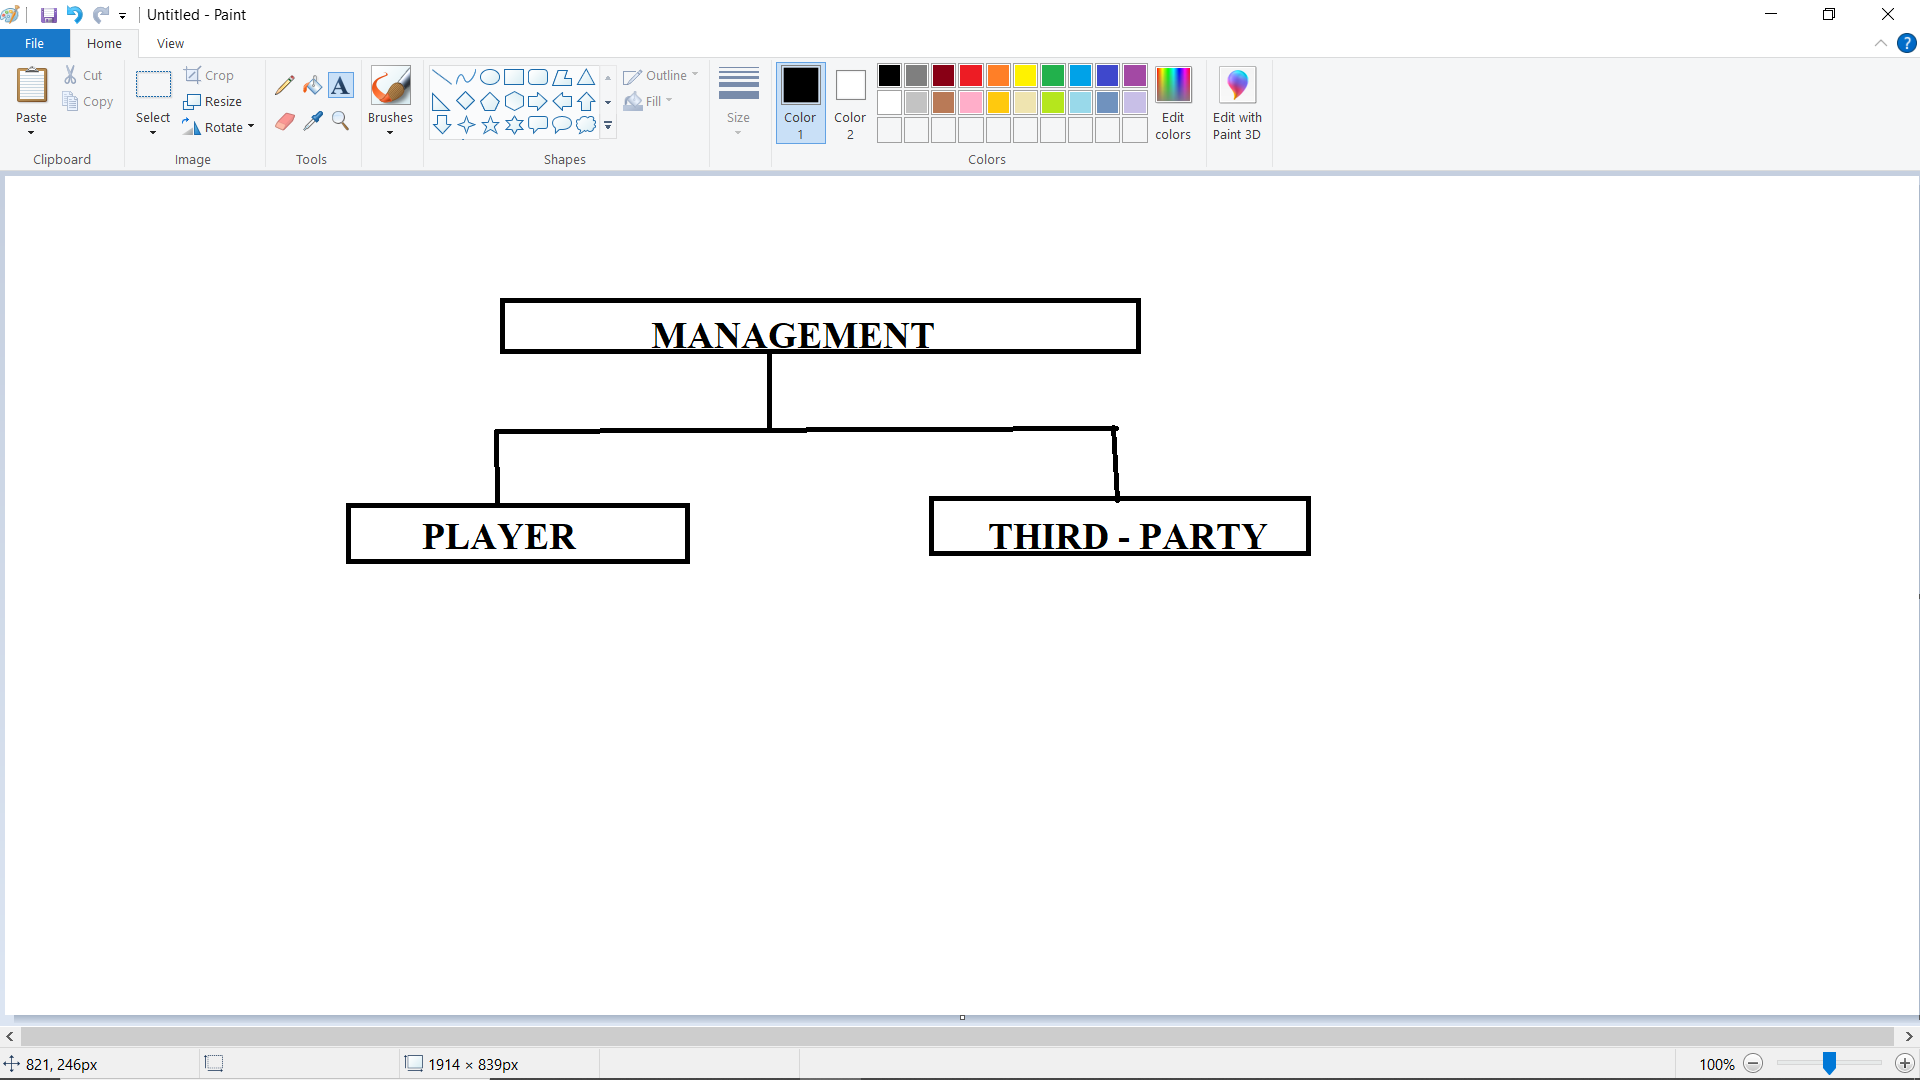 Untitled - Paint
File Home View
Paste
Cut
Copy
Clipboard
Select
Crop
Resize
Rotate
Image
A
Tools
Brushes
Outline
Fill
Shapes
Size
Color 1
Color 2
Edit colors
Colors
Edit with Paint 3D
?
MANAGEMENT
PLAYER
THIRD - PARTY
821, 246px
1914 × 839px
100%